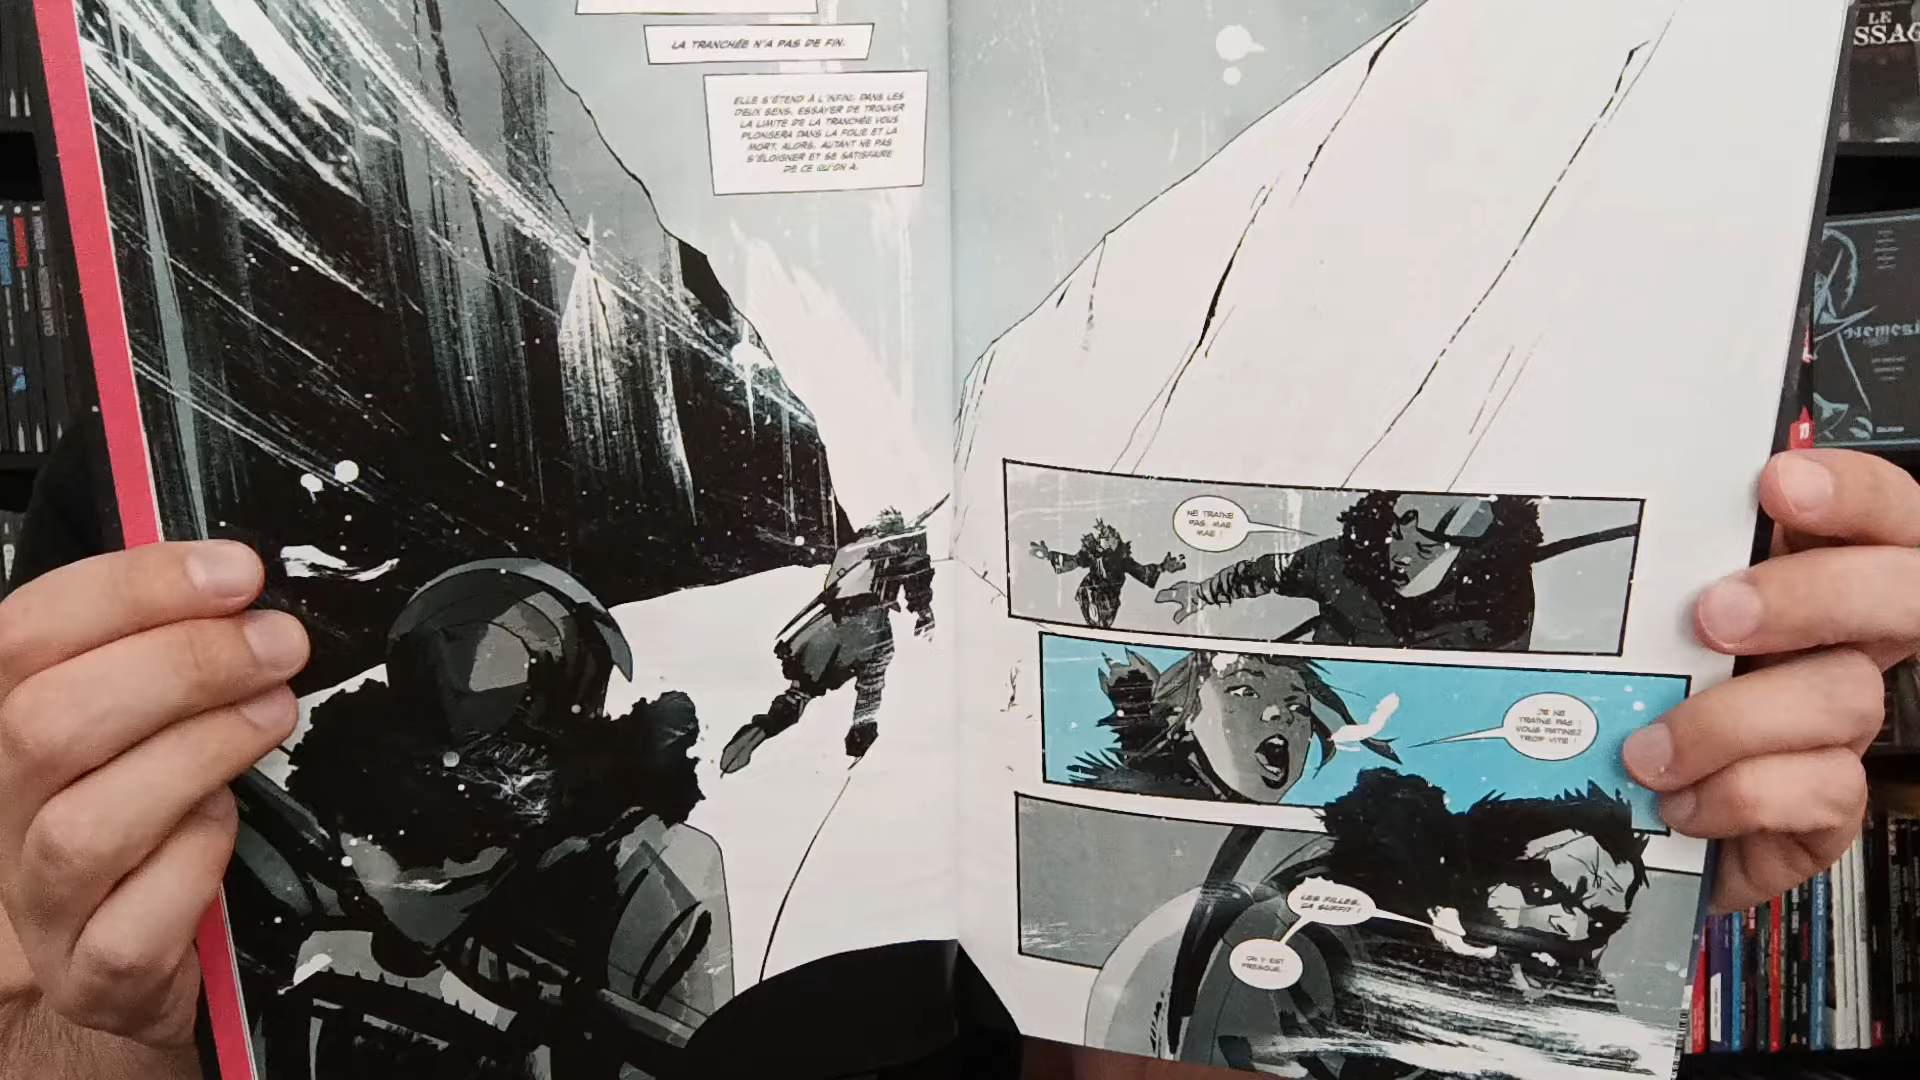 LA TRANCHÉE N'A PAS DE FIN.
ELLE S'ÉTEND À L'INFINI, DANS LES
DEUX SENS. ESSAYER DE TROUVER
LA LIMITE DE LA TRANCHÉE VOUS
PLONGERA DANS LA FOLIE ET LA
MORT. ALORS, AUTANT NE PAS
S'ÉLOIGNER ET SE SATISFAIRE
DE CE QU'ON A.
NE TRAÎNE
PAS, MAE
MAE !
JE NE
TRAÎNE PAS !
VOUS PATINEZ
TROP VITE !
LES FILLES,
ÇA SUFFIT !
ON Y EST
PRESQUE.
LE
SSAG
NEMESI